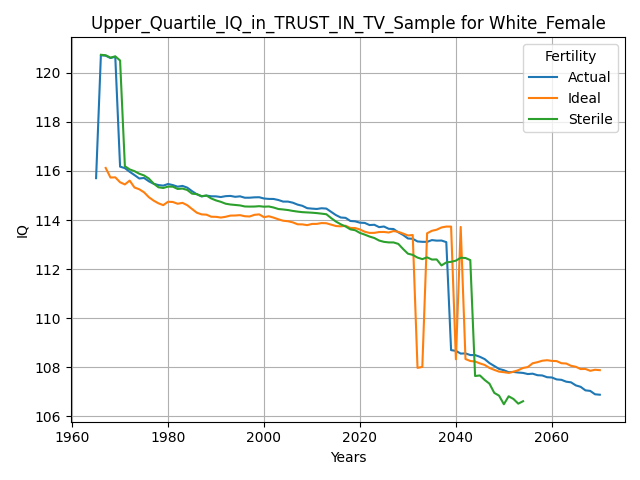 Upper_Quartile_IQ_in_TRUST_IN_TV_Sample for White_Female
Fertility
Actual
Ideal
Sterile
IQ
120
118
116
114
112
110
108
106
1960
1980
2000
2020
2040
2060
Years